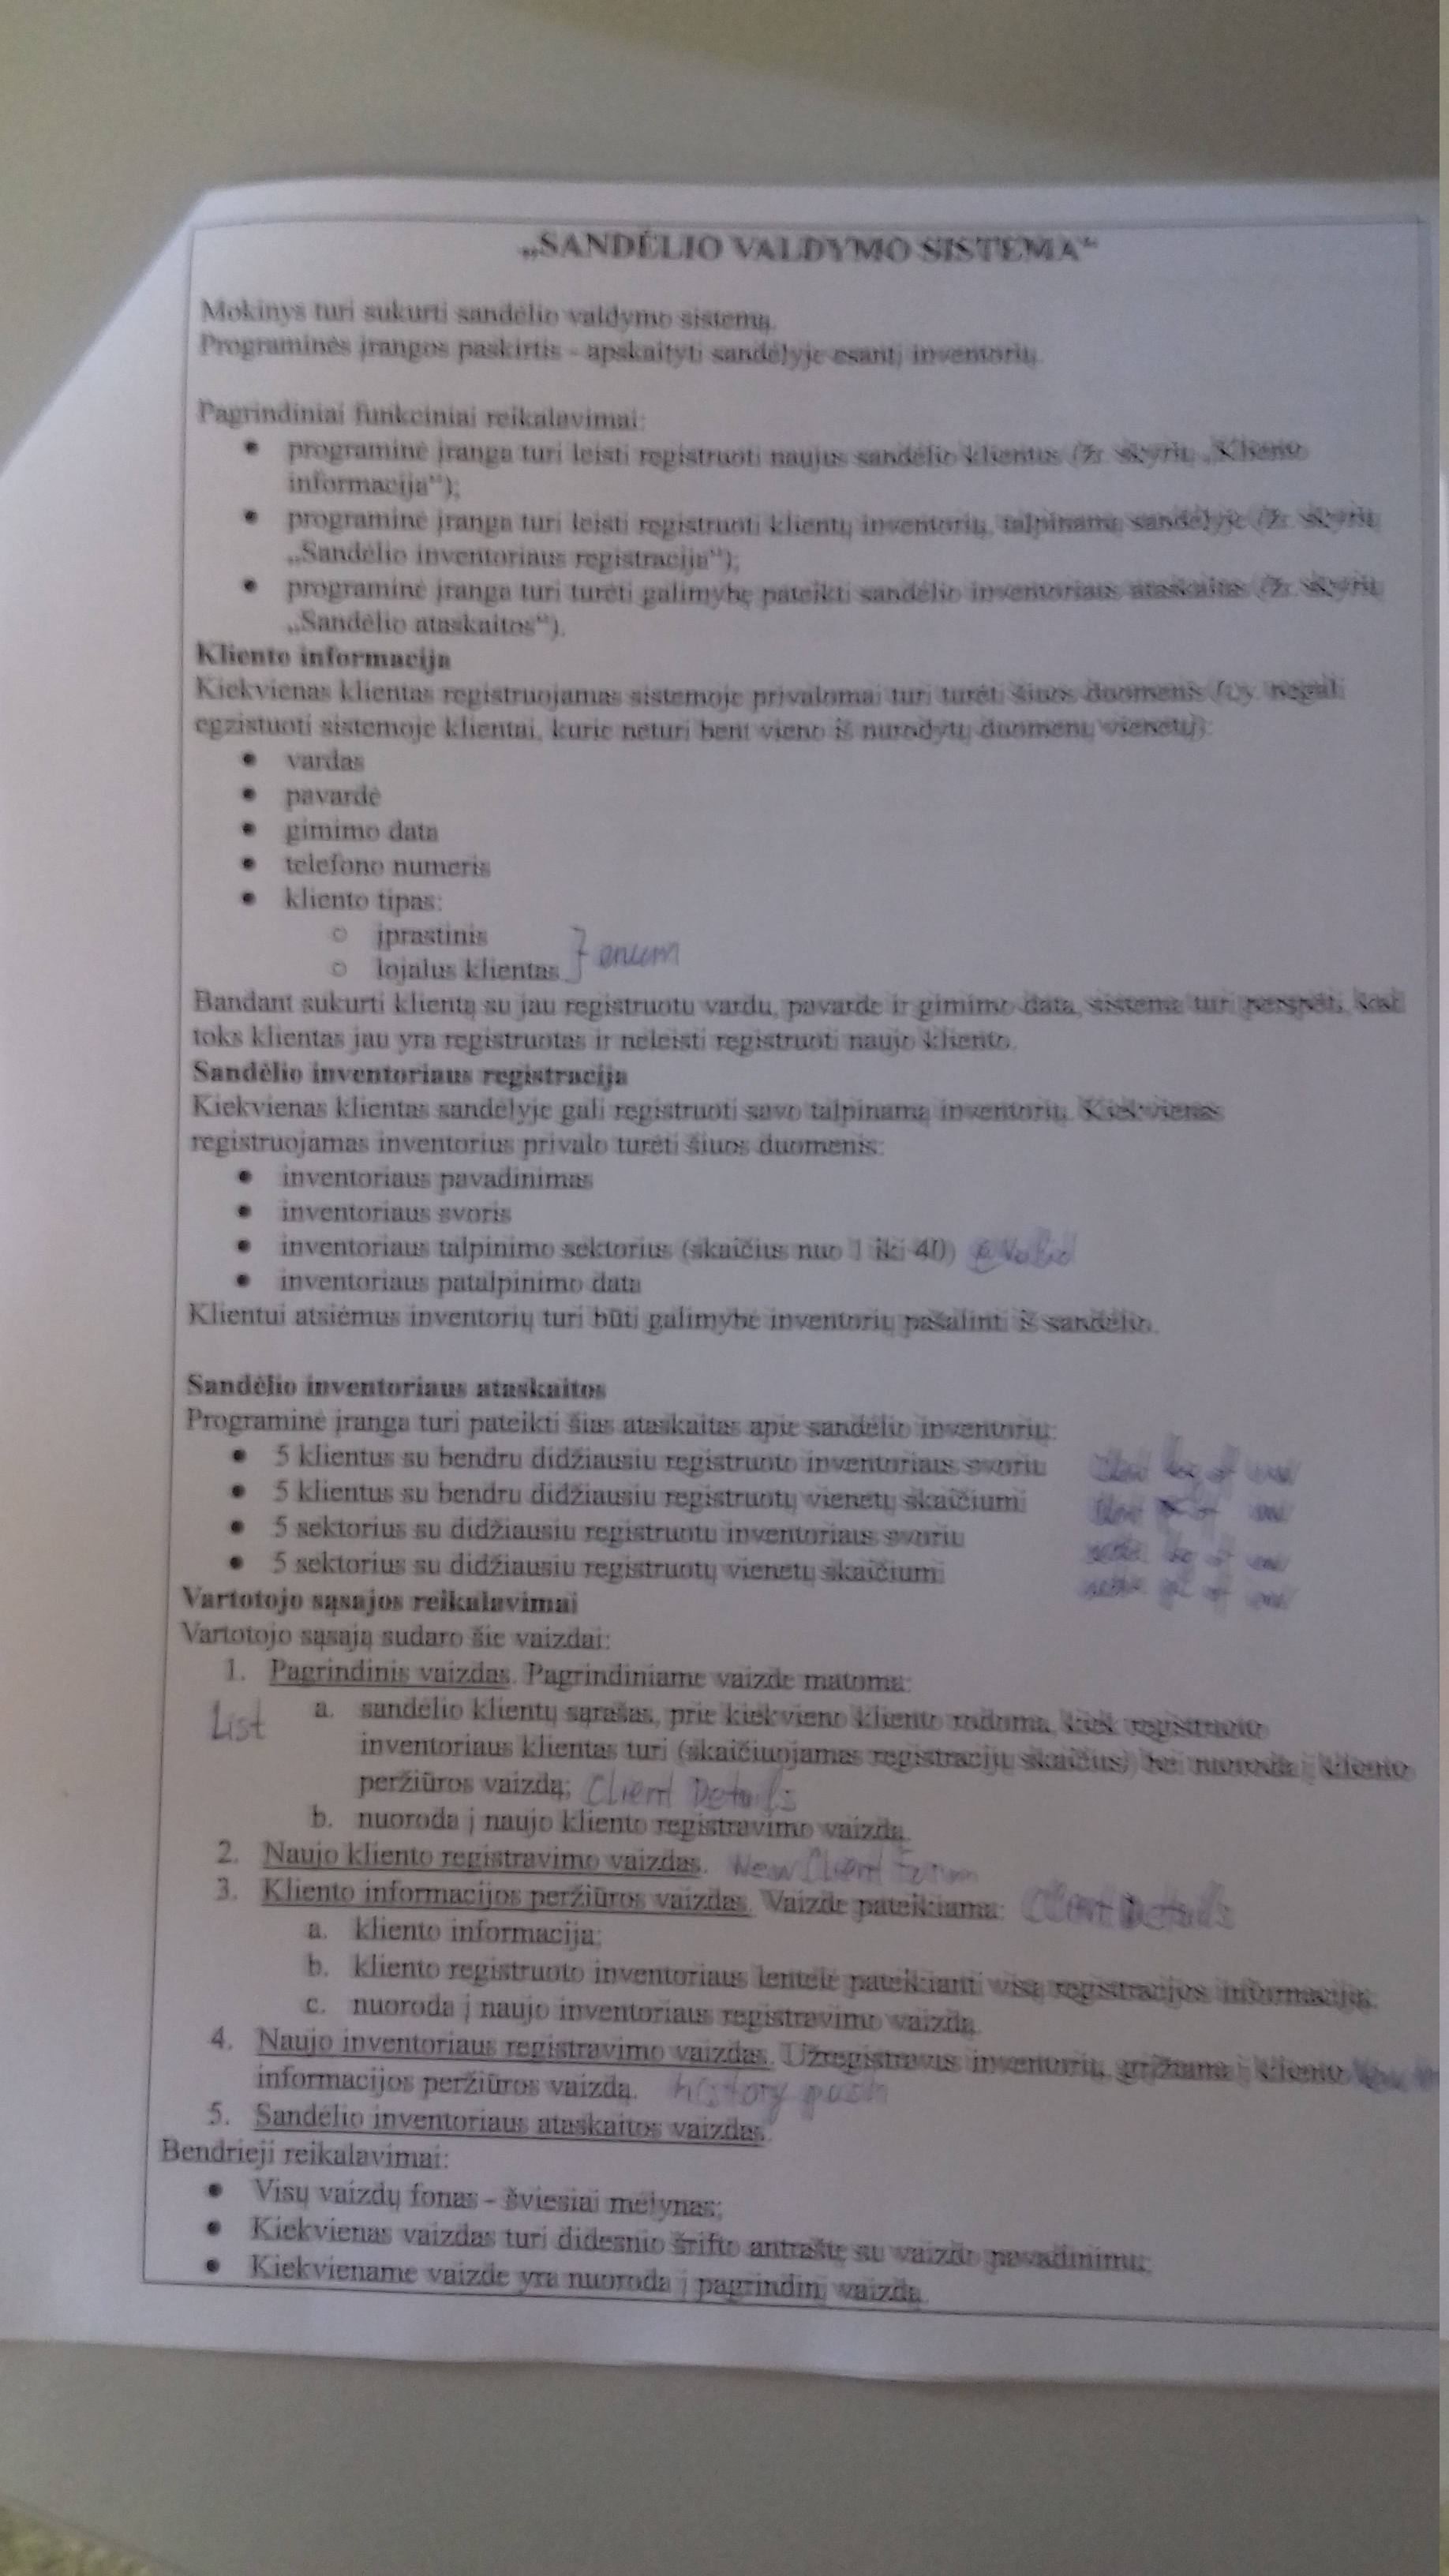 „SANDĖLIO VALDYMO SISTEMA“
Mokinys turi sukurti sandėlio valdymo sistemą.
Programinės įrangos paskirtis - apskaityti sandėlyje esantį inventorių.
Pagrindiniai funkciniai reikalavimai:
• programinė įranga turi leisti registruoti naujus sandėlio klientus (žr. skyrių „Kliento
informacija“);
• programinė įranga turi leisti registruoti klientų inventorių, talpinamą sandėlyje (žr. skyrių
„Sandėlio inventoriaus registracija“);
• programinė įranga turi turėti galimybę pateikti sandėlio inventoriaus ataskaitas (žr. skyrių
„Sandėlio ataskaitos“).
Kliento informacija
Kiekvienas klientas registruojamas sistemoje privalomai turi turėti šiuos duomenis (t.y. negali
egzistuoti sistemoje klientai, kurie neturi bent vieno iš nurodytų duomenų vienetų):
• vardas
• pavardė
• gimimo data
• telefono numeris
• kliento tipas:
○ įprastinis
○ lojalus klientas } enum
Bandant sukurti klientą su jau registruotu vardu, pavarde ir gimimo data, sistema turi perspėti, kad
toks klientas jau yra registruotas ir neleisti registruoti naujo kliento.
Sandėlio inventoriaus registracija
Kiekvienas klientas sandėlyje gali registruoti savo talpinamą inventorių. Kiekvienas
registruojamas inventorius privalo turėti šiuos duomenis:
• inventoriaus pavadinimas
• inventoriaus svoris
• inventoriaus talpinimo sektorius (skaičius nuo 1 iki 40)
• inventoriaus patalpinimo data
Klientui atsiėmus inventorių turi būti galimybė inventorių pašalinti iš sandėlio.
Sandėlio inventoriaus ataskaitos
Programinė įranga turi pateikti šias ataskaitas apie sandėlio inventorių:
• 5 klientus su bendru didžiausiu registruoto inventoriaus svoriu
• 5 klientus su bendru didžiausiu registruotų vienetų skaičium
• 5 sektorius su didžiausiu registruotu inventoriaus svoriu
• 5 sektorius su didžiausiu registruotų vienetų skaičium
Vartotojo sąsajos reikalavimai
Vartotojo sąsają sudaro šie vaizdai:
1. Pagrindinis vaizdas. Pagrindiniame vaizde matoma:
List a. sandėlio klientų sąrašas, prie kiekvieno kliento rodoma, kiek registruoto
inventoriaus klientas turi (skaičiuojamas registracijų skaičius) bei nuoroda į kliento
peržiūros vaizdą; Client Details
b. nuoroda į naujo kliento registravimo vaizdą.
2. Naujo kliento registravimo vaizdas. New Client Form
3. Kliento informacijos peržiūros vaizdas. Vaizde pateikiama: Client Details
a. kliento informacija;
b. kliento registruoto inventoriaus lentelė pateikianti visą registracijos informaciją;
c. nuoroda į naujo inventoriaus registravimo vaizdą.
4. Naujo inventoriaus registravimo vaizdas. Užregistravus inventorių, grįžtama į kliento
informacijos peržiūros vaizdą. history push
5. Sandėlio inventoriaus ataskaitos vaizdas.
Bendrieji reikalavimai:
• Visų vaizdų fonas - šviesiai mėlynas;
• Kiekvienas vaizdas turi didesnio šrifto antraštę su vaizdo pavadinimu;
• Kiekviename vaizde yra nuoroda į pagrindinį vaizdą.